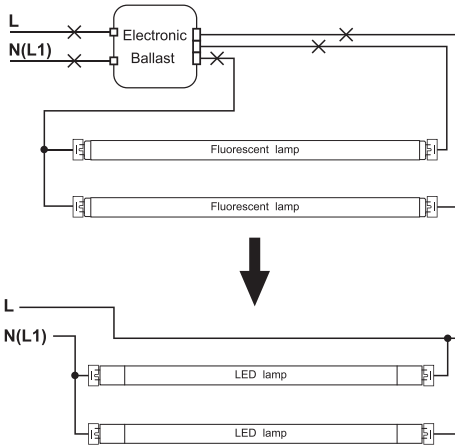 L
N(L1)
Electronic
Ballast
Fluorescent lamp
Fluorescent lamp
L
N(L1)
LED lamp
LED lamp